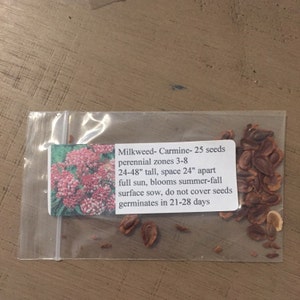 Milkweed- Carmine- 25 seeds
perennial zones 3-8
24-48" tall, space 24" apart
full sun, blooms summer-fall
surface sow, do not cover seeds
germinates in 21-28 days